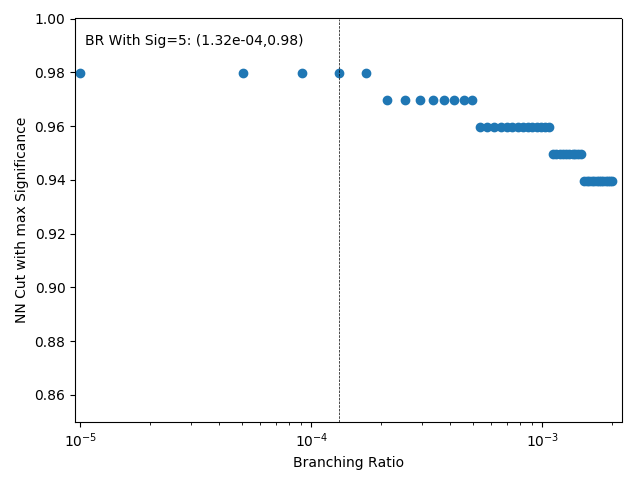 BR With Sig=5: (1.32e-04,0.98)
1.00
0.98
0.96
0.94
0.92
0.90
0.88
0.86
NN Cut with max Significance
10⁻⁵ 10⁻⁴ 10⁻³
Branching Ratio